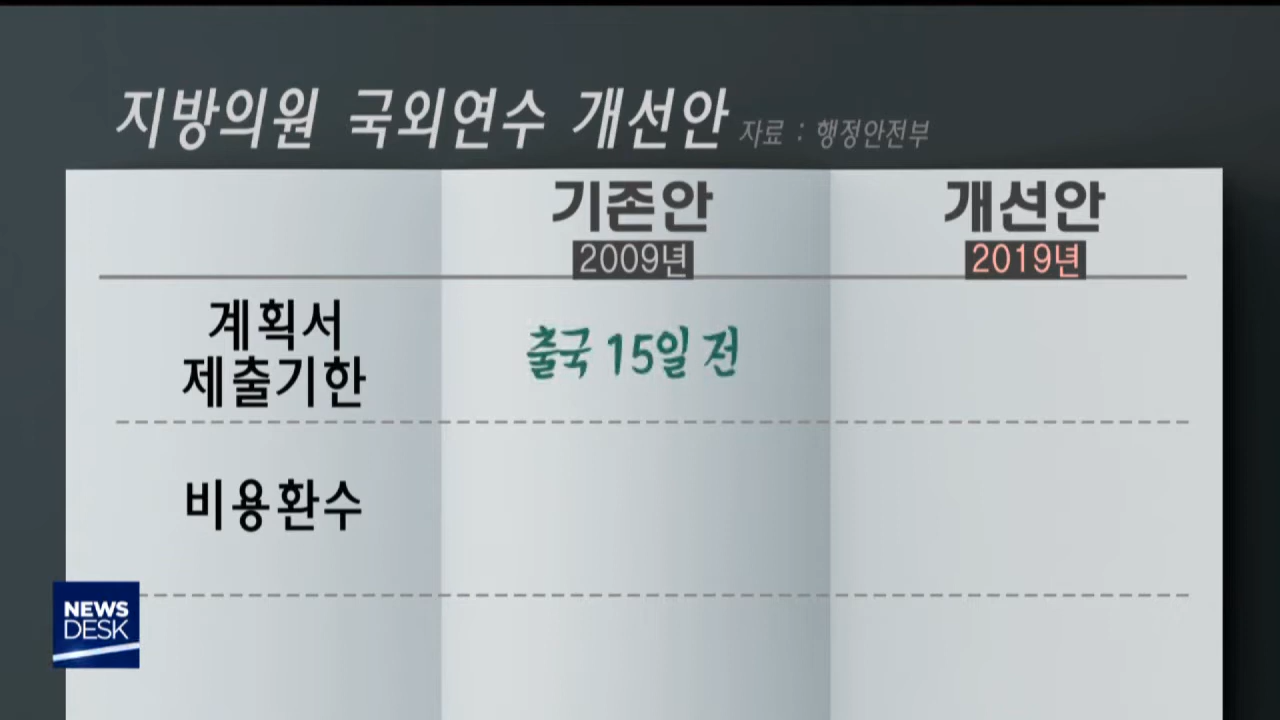 지방의원 국외연수 개선안 자료 : 행정안전부
기존안 개선안
2009년 2019년
계획서
제출기한
출국 15일 전
비용환수
NEWS
DESK